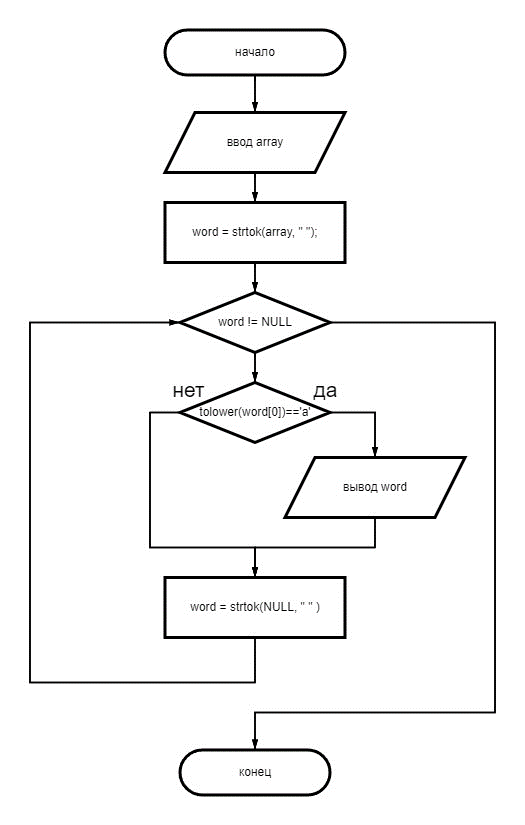 начало
ввод array
word = strtok(array, " ");
word != NULL
нет
да
tolower(word[0])=='a'
вывод word
word = strtok(NULL, " " )
конец